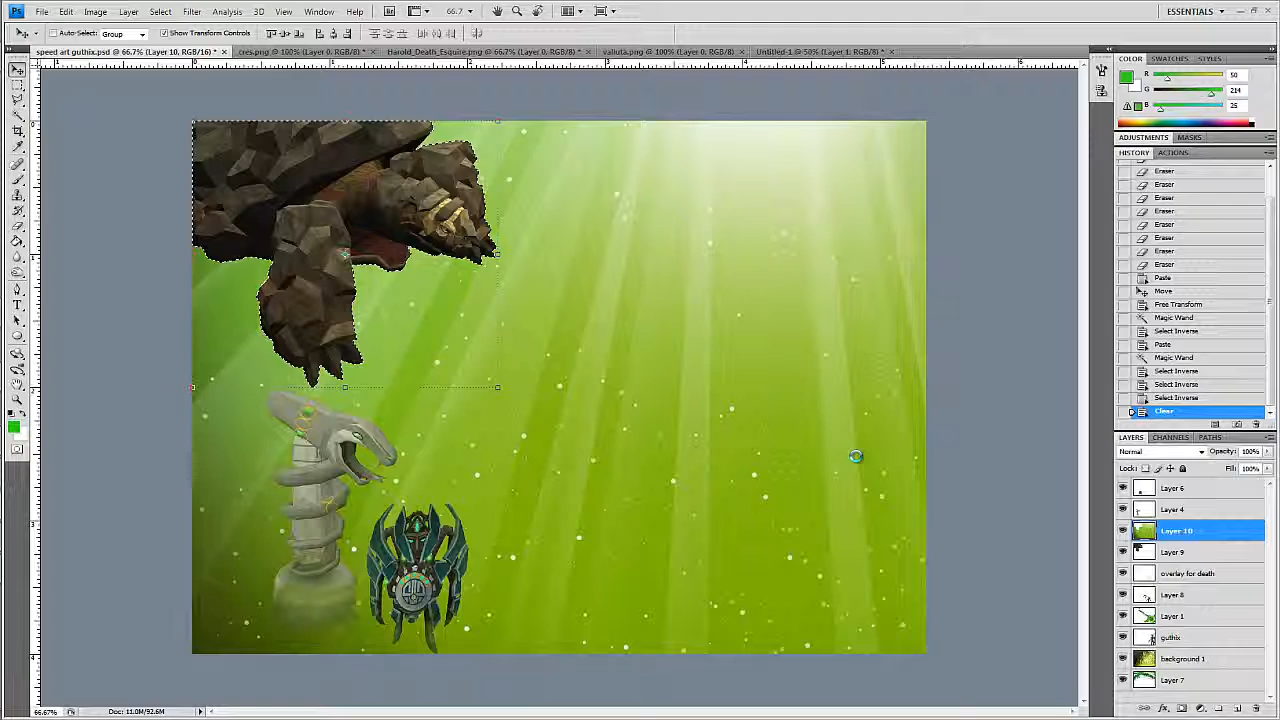 Ps File Edit Image Layer Select Filter Analysis 3D View Window Help 66.7 ESSENTIALS
Auto-Select: Group Show Transform Controls
speed art guthix.psd @ 66.7% (Layer 10, RGB/16) * cres.png @ 100% (Layer 0, RGB/8) * Harold_Death_Esquire.png @ 66.7% (Layer 0, RGB/8) * valluta.png @ 100% (Layer 0, RGB/8) * Untitled-1 @ 50% (Layer 1, RGB/8) *
COLOR SWATCHES STYLES
R 50
G 214
B 25
ADJUSTMENTS MASKS
HISTORY ACTIONS
Eraser
Eraser
Eraser
Eraser
Eraser
Eraser
Eraser
Eraser
Paste
Move
Free Transform
Magic Wand
Select Inverse
Paste
Magic Wand
Select Inverse
Select Inverse
Select Inverse
Clear
LAYERS CHANNELS PATHS
Normal Opacity: 100%
Lock: Fill: 100%
Layer 6
Layer 4
Layer 10
Layer 9
overlay for death
Layer 8
Layer 1
guthix
background 1
Layer 7
66.67% Doc: 11.0M/92.6M